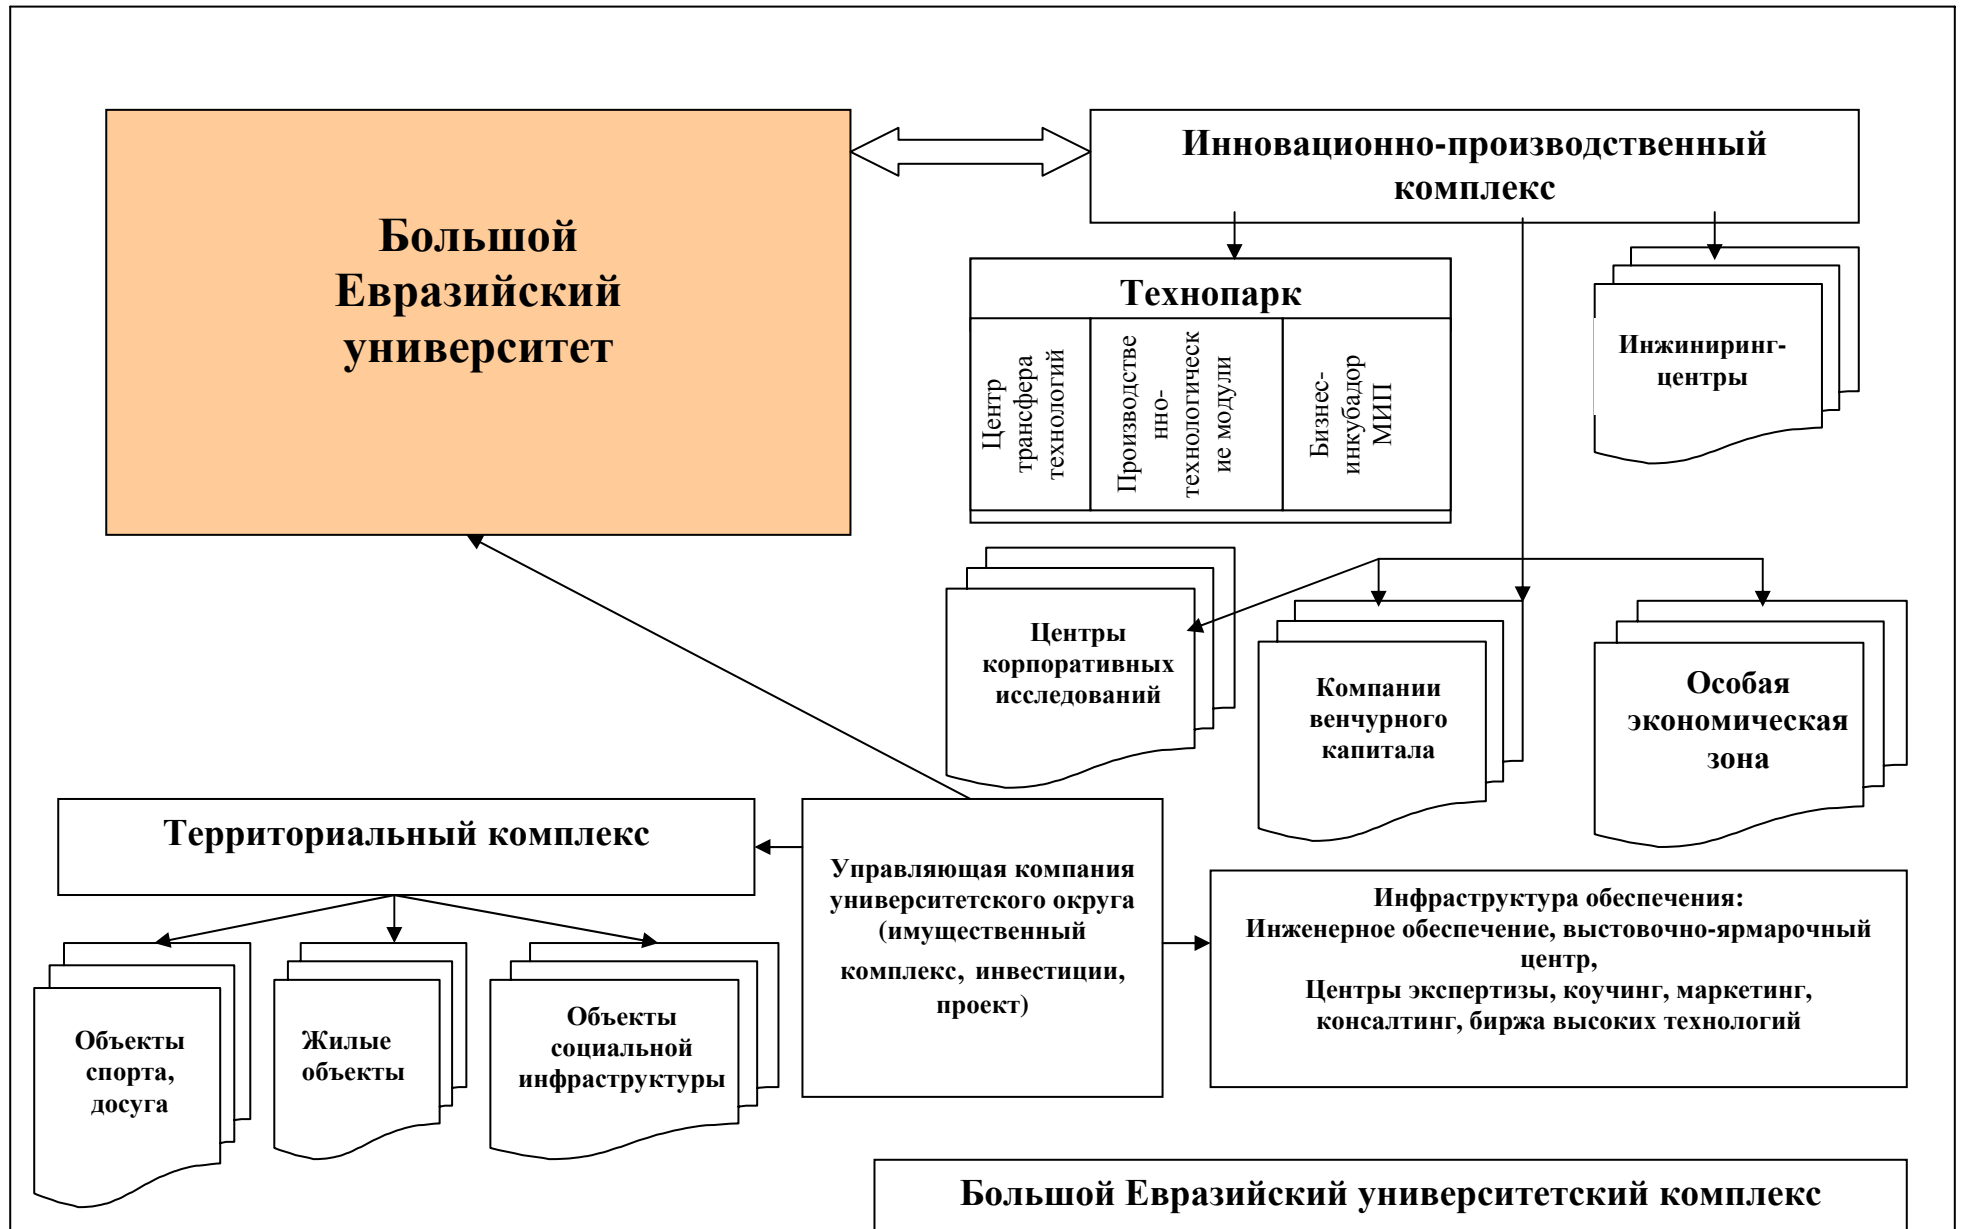 Большой
Евразийский
университет
Инновационно-производственный
комплекс
Технопарк
Центр
трансфера
технологий
Производстве
нно-
технологическ
ие модули
Бизнес-
инкубадор
МИП
Инжиниринг-
центры
Центры
корпоративных
исследований
Компании
венчурного
капитала
Особая
экономическая
зона
Территориальный комплекс
Управляющая компания
университетского округа
(имущественный
комплекс, инвестиции,
проект)
Инфраструктура обеспечения:
Инженерное обеспечение, выстовочно-ярмарочный
центр,
Центры экспертизы, коучинг, маркетинг,
консалтинг, биржа высоких технологий
Объекты
спорта,
досуга
Жилые
объекты
Объекты
социальной
инфраструктуры
Большой Евразийский университетский комплекс